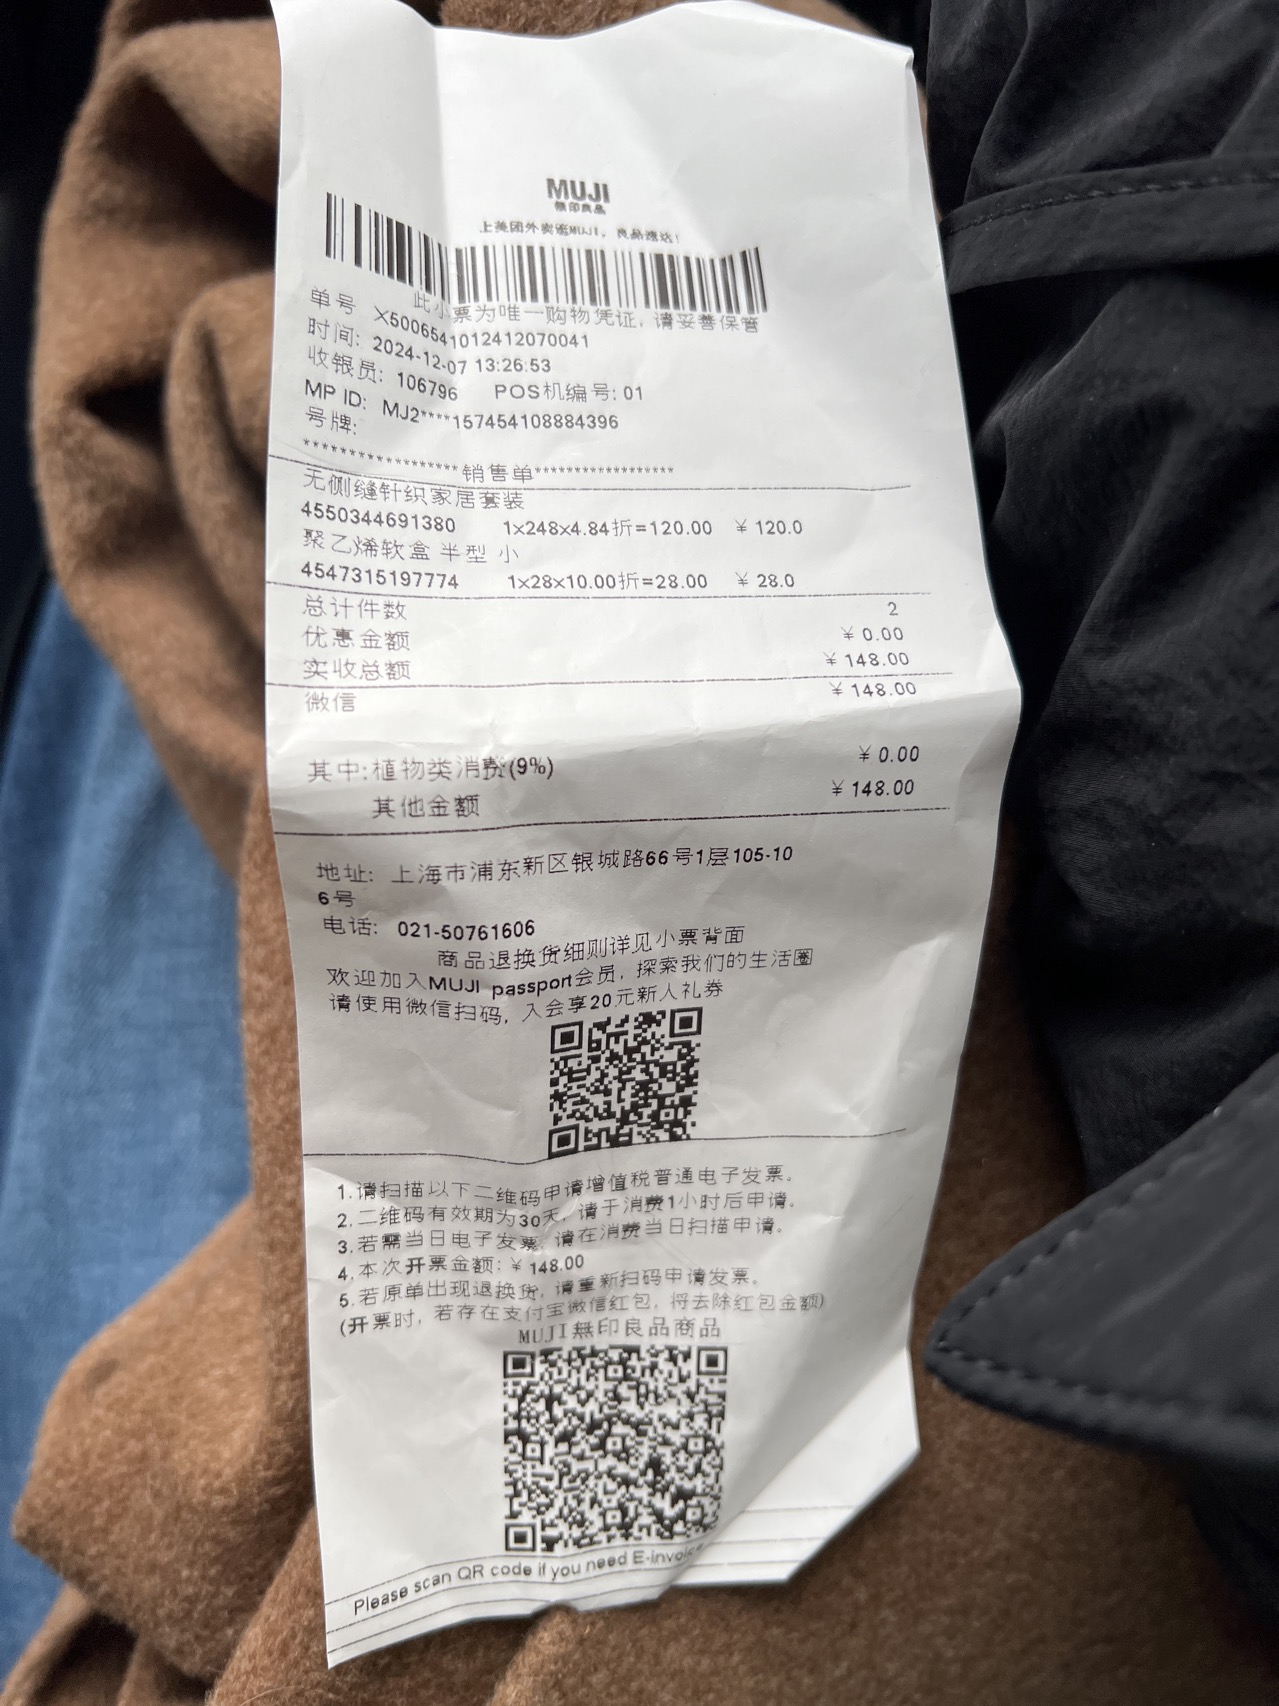 MUJI
無印良品
上美团外卖逛MUJI，良品速达！
此小票为唯一购物凭证，请妥善保管
单号 X5006541012412070041
时间: 2024-12-07 13:26:53
收银员: 106796 POS机编号: 01
MP ID: MJ2****157454108884396
号牌:
*****************销售单*****************
无侧缝针织家居套装
4550344691380 1x248x4.84折=120.00 ￥120.0
聚乙烯软盒 半型 小
4547315197774 1x28x10.00折=28.00 ￥28.0
总计件数 2
优惠金额 ￥0.00
实收总额 ￥148.00
微信 ￥148.00
其中:植物类消费(9%) ￥0.00
其他金额 ￥148.00
地址: 上海市浦东新区银城路66号1层105-10
6号
电话: 021-50761606
商品退换货细则详见小票背面
欢迎加入MUJI passport会员，探索我们的生活圈
请使用微信扫码，入会享20元新人礼券
1.请扫描以下二维码申请增值税普通电子发票。
2.二维码有效期为30天，请于消费1小时后申请。
3.若需当日电子发票，请在消费当日扫描申请。
4.本次开票金额:￥148.00
5.若原单出现退换货，请重新扫码申请发票。
(开票时，若存在支付宝微信红包，将去除红包金额)
MUJI無印良品商品
Please scan QR code if you need E-invoice